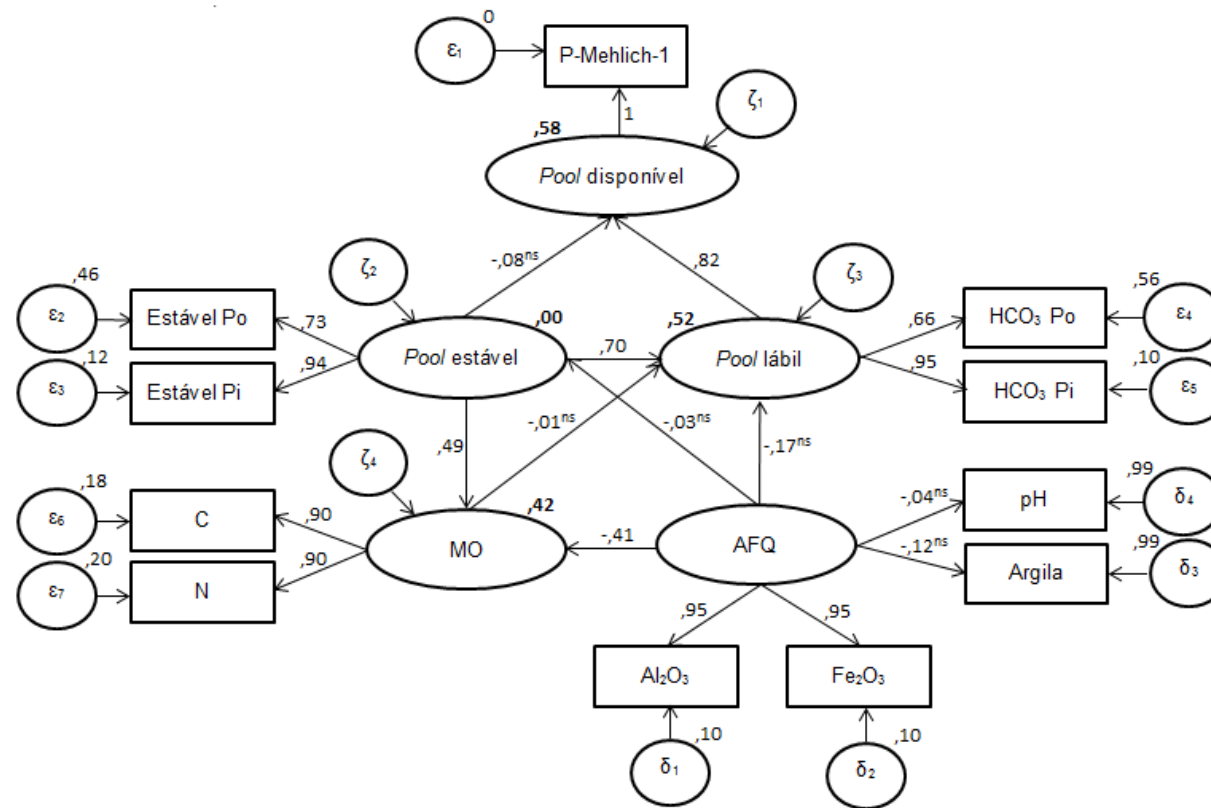 0
ε₁
P-Mehlich-1
1
ζ₁
,58
Pool disponível
-,08ⁿˢ
,82
ζ₂
ζ₃
,46
ε₂
Estável Po
,73
,12
ε₃
Estável Pi
,94
,00
Pool estável
,70
,52
Pool lábil
,66
HCO₃ Po
,56
ε₄
,95
HCO₃ Pi
,10
ε₅
-,01ⁿˢ
-,03ⁿˢ
-,17ⁿˢ
,49
ζ₄
,18
ε₆
C
,90
,20
ε₇
N
,90
,42
MO
-,41
AFQ
-,04ⁿˢ
pH
,99
δ₄
-,12ⁿˢ
Argila
,99
δ₃
,95
,95
Al₂O₃
Fe₂O₃
,10
,10
δ₁
δ₂